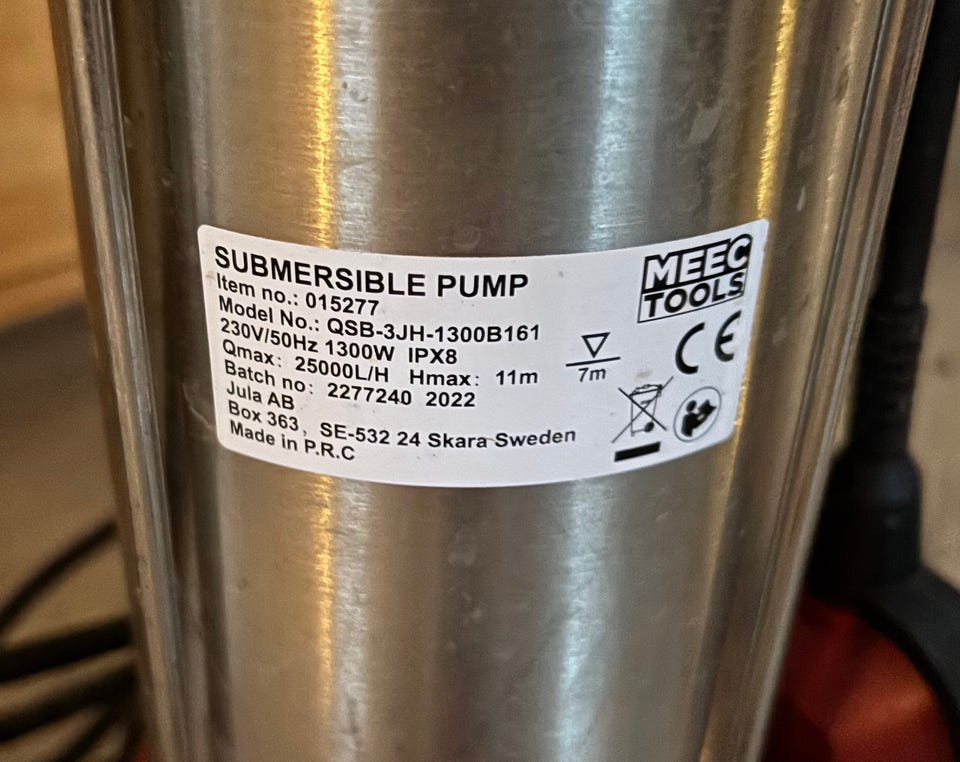 SUBMERSIBLE PUMP
Item no.: 015277
Model No.: QSB-3JH-1300B161
230V/50Hz 1300W IPX8
Qmax: 25000L/H Hmax: 11m
Batch no: 2277240 2022
Jula AB
Box 363, SE-532 24 Skara Sweden
Made in P.R.C
MEEC
TOOLS
CE
7m